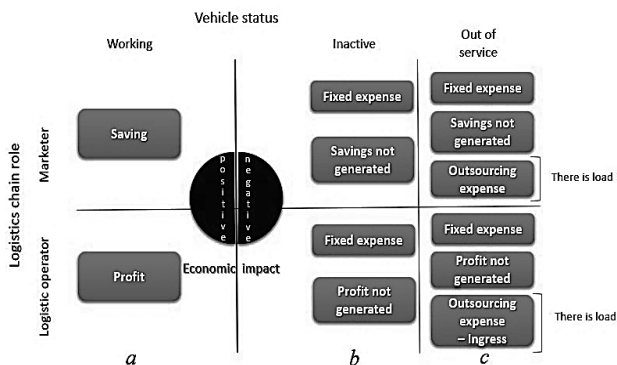 Vehicle status
Working
Inactive
Out of
service
Logistics chain role
Marketer
Saving
Fixed expense
Savings not
generated
Fixed expense
Savings not
generated
Outsourcing
expense
There is load
positive
negative
Economic impact
Logistic operator
Profit
Fixed expense
Profit not
generated
Fixed expense
Profit not
generated
Outsourcing
expense
– ingress
There is load
a
b
c